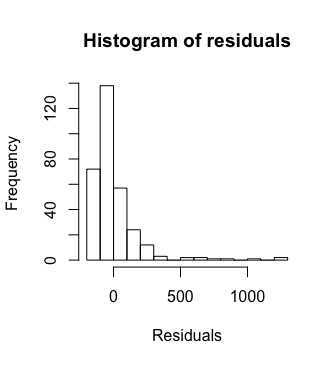 Histogram of residuals
Frequency
120
80
40
0
0 500 1000
Residuals